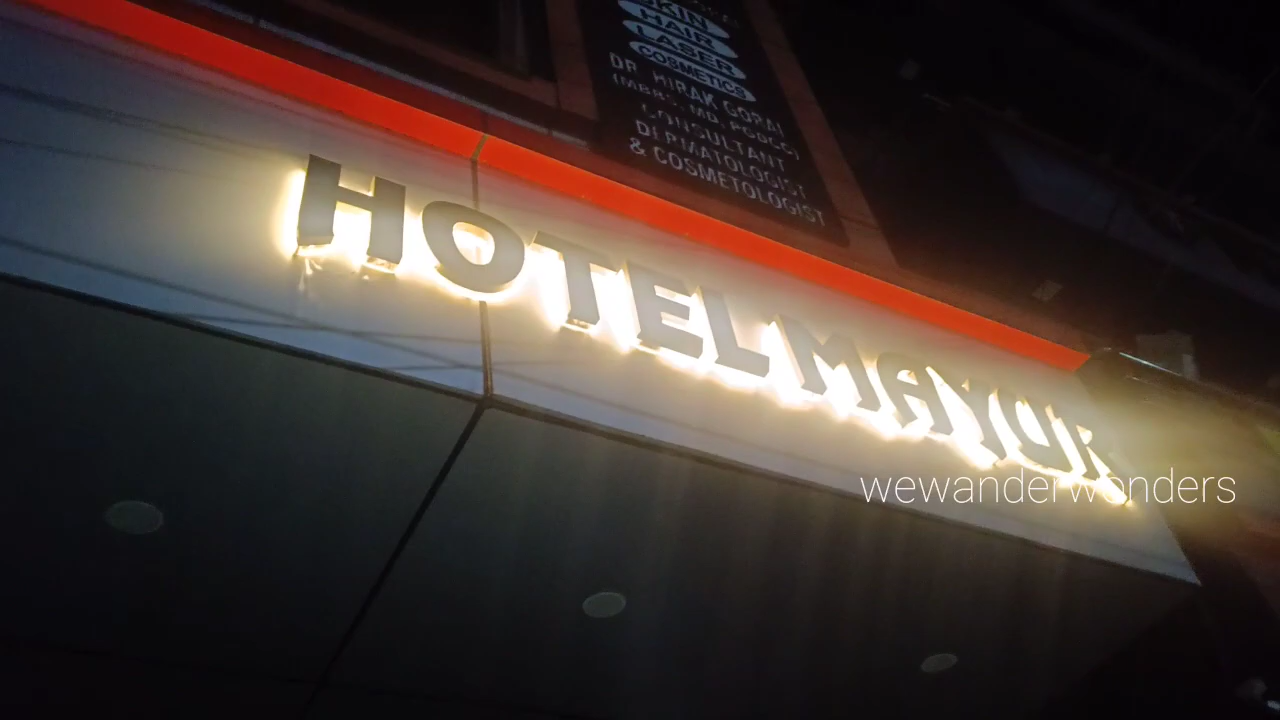 SKIN
HAIR
LASER
COSMETICS
DR. HIRAK GORAI
CONSULTANT
DERMATOLOGIST
& COSMETOLOGIST
HOTEL MAYUR
wewanderwonders